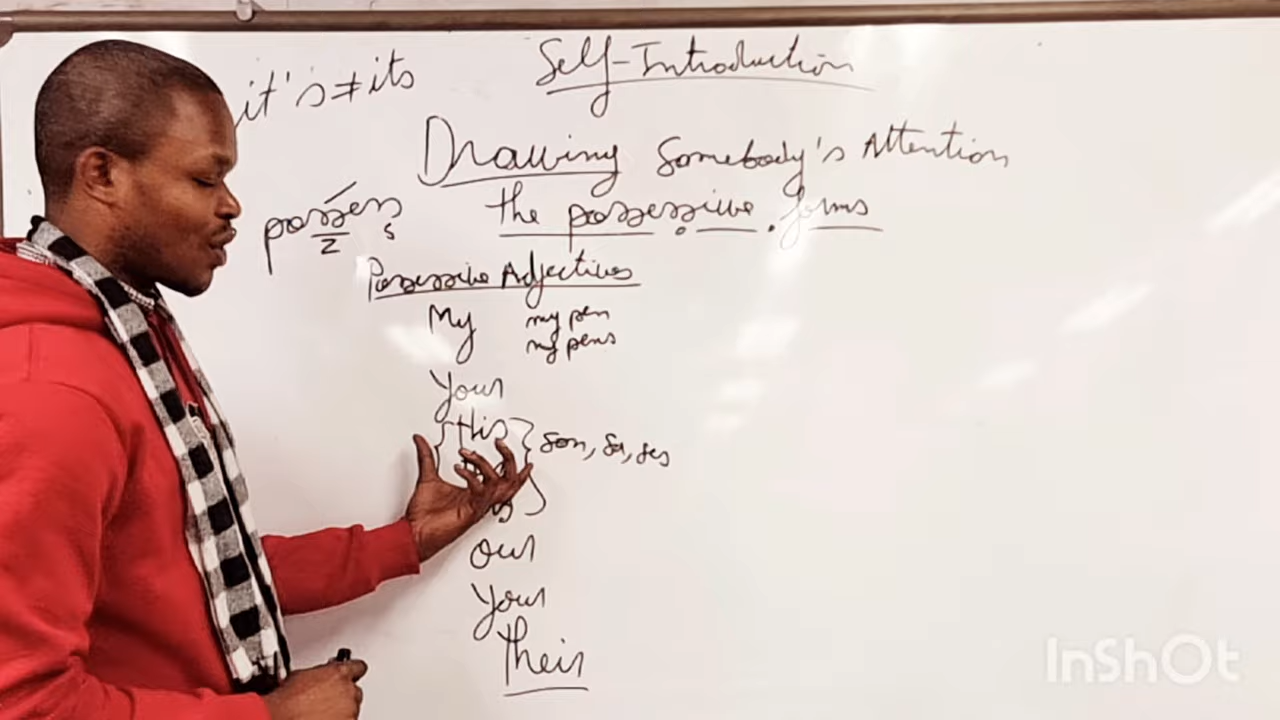 it's ≠ its
Self-Introduction
Drawing Somebody's Attention
the possessive forms
possess
z s
Possessive Adjectives
My my pen
my pens
Your
His son, sa, ses
Our
Your
Their
InShOt